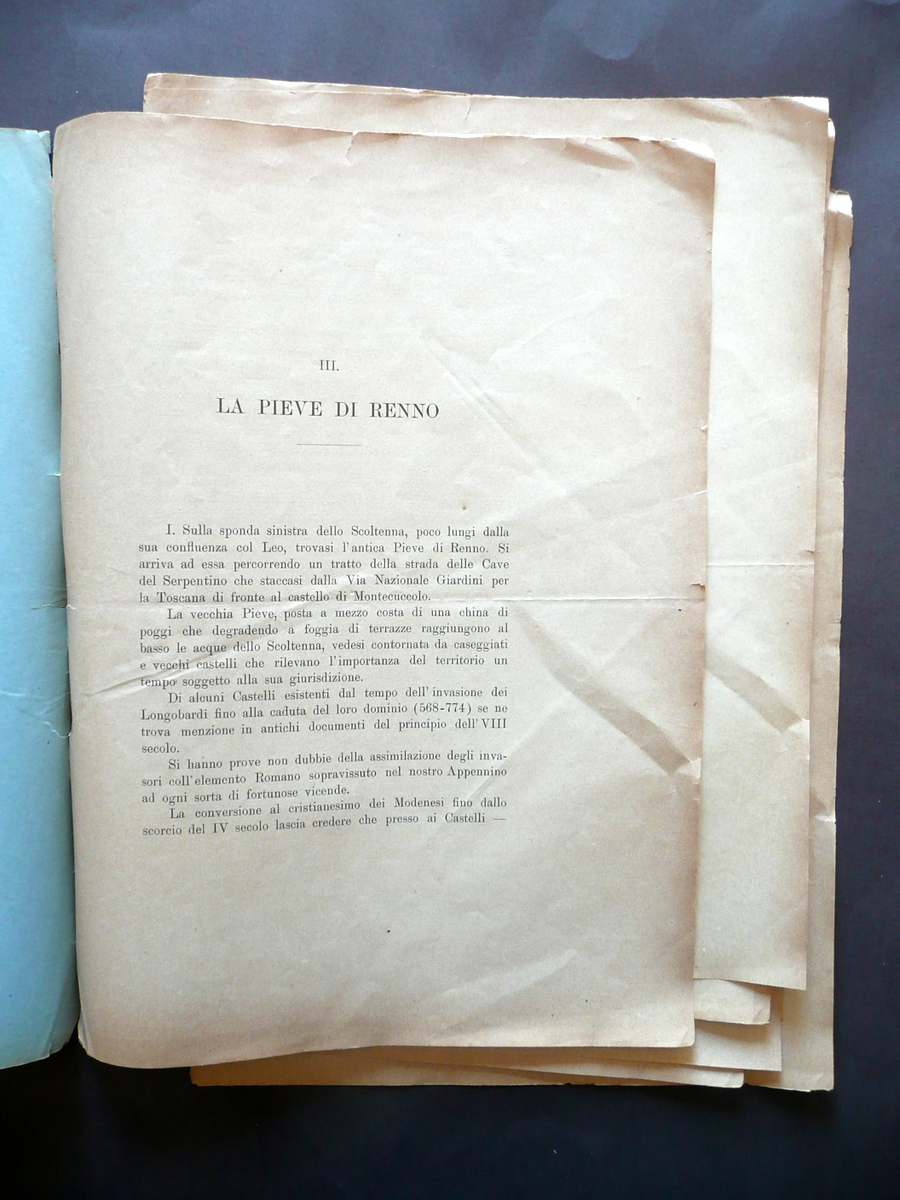 III.
LA PIEVE DI RENNO
I. Sulla sponda sinistra dello Scoltenna, poco lungi dalla
sua confluenza col Leo, trovasi l'antica Pieve di Renno. Si
arriva ad essa percorrendo un tratto della strada delle Cave
del Serpentino che staccasi dalla Via Nazionale Giardini per
la Toscana di fronte al castello di Montecuccolo.
La vecchia Pieve, posta a mezzo costa di una china di
poggi che degradendo a foggia di terrazze raggiungono al
basso le acque dello Scoltenna, vedesi contornata da caseggiati
e vecchi castelli che rilevano l'importanza del territorio un
tempo soggetto alla sua giurisdizione.
Di alcuni Castelli esistenti dal tempo dell'invasione dei
Longobardi fino alla caduta del loro dominio (568-774) se ne
trova menzione in antichi documenti del principio dell'VIII
secolo.
Si hanno prove non dubbie della assimilazione degli inva-
sori coll'elemento Romano sopravissuto nel nostro Appennino
ad ogni sorta di fortunose vicende.
La conversione al cristianesimo dei Modenesi fino dallo
scorcio del IV secolo lascia credere che presso ai Castelli —